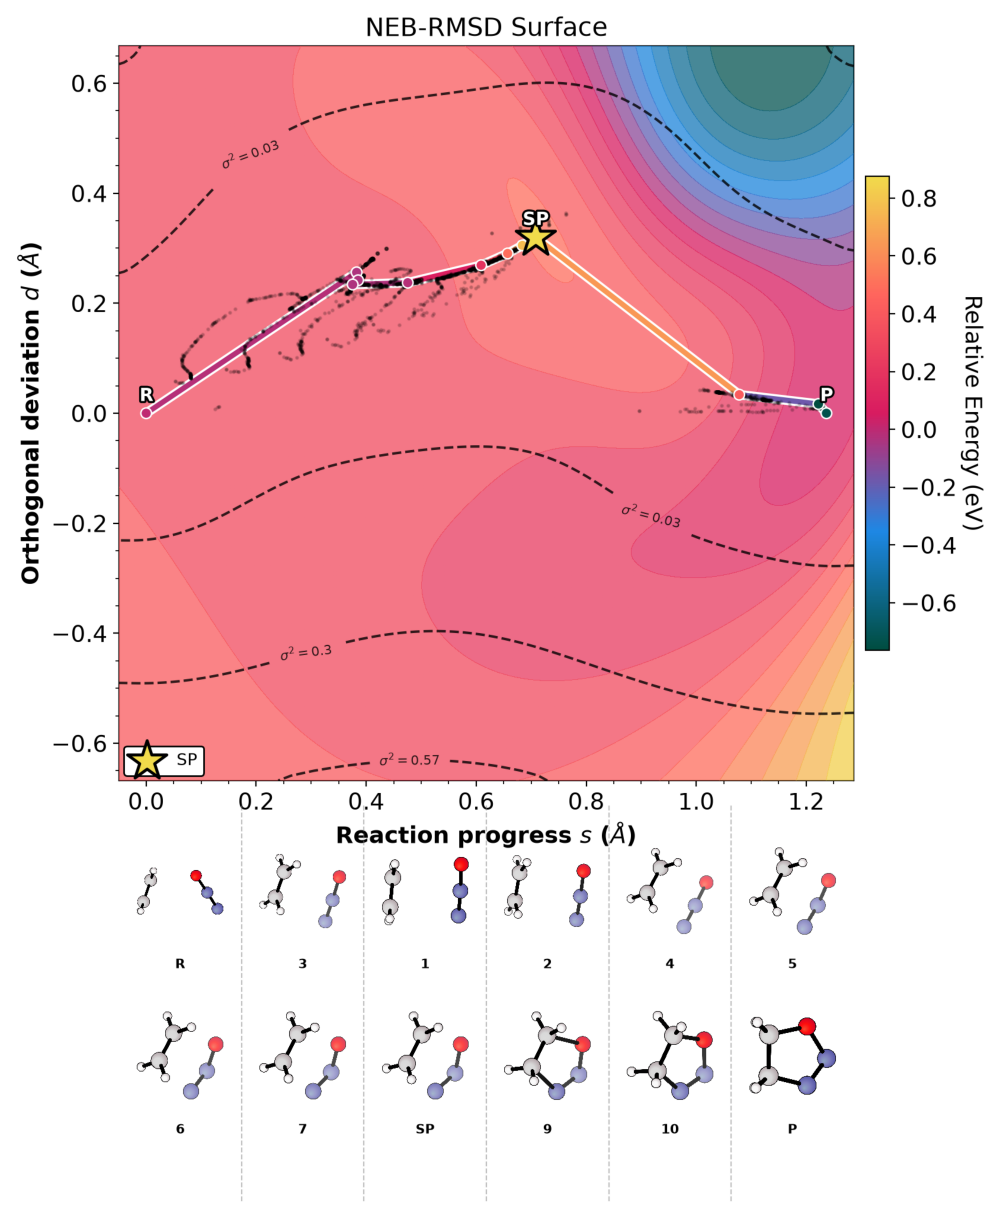 NEB-RMSD Surface
Orthogonal deviation d (Å)
0.6
0.4
0.2
0.0
−0.2
−0.4
−0.6
σ² = 0.03
SP
R
P
σ² = 0.03
σ² = 0.3
σ² = 0.57
SP
0.0 0.2 0.4 0.6 0.8 1.0 1.2
Reaction progress s (Å)
0.8
0.6
0.4
0.2
0.0
−0.2
−0.4
−0.6
Relative Energy (eV)
R 3 1 2 4 5
6 7 SP 9 10 P